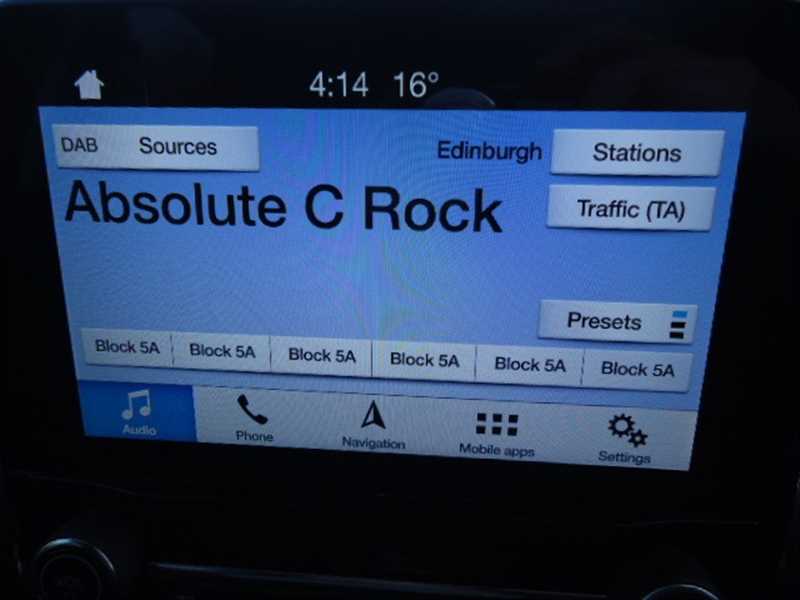 4:14 16°
DAB Sources Edinburgh Stations
Absolute C Rock
Traffic (TA)
Presets
Block 5A Block 5A Block 5A Block 5A Block 5A Block 5A
Audio Phone Navigation Mobile apps Settings